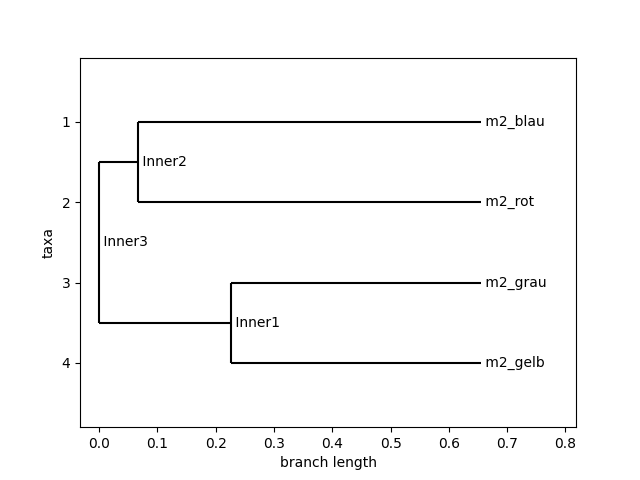 1
m2_blau
Inner2
2
m2_rot
taxa
Inner3
3
m2_grau
Inner1
4
m2_gelb
0.0 0.1 0.2 0.3 0.4 0.5 0.6 0.7 0.8
branch length